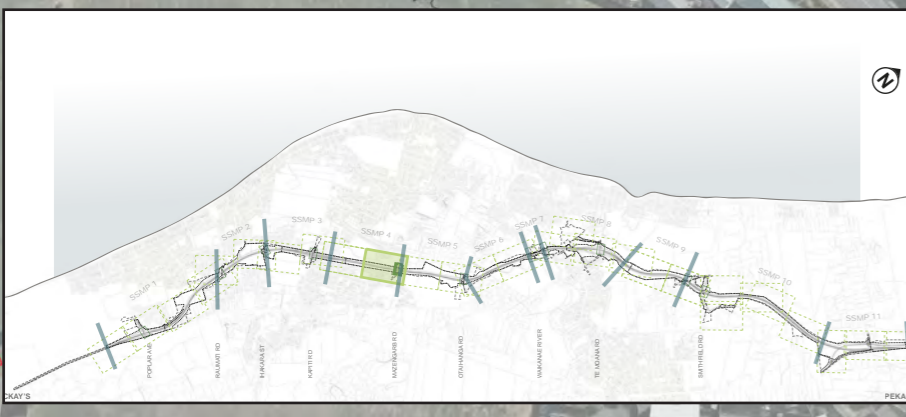 N
SSMP 1
SSMP 2
SSMP 3
SSMP 4
SSMP 5
SSMP 6
SSMP 7
SSMP 8
SSMP 9
SSMP 10
SSMP 11
POPLAR AVE
RAUMATI RD
IHUKARA ST
KAPITI RD
MAZENGARB RD
OTAIHANGA RD
WAIKANAE RIVER
TE MOANA RD
SMITHFIELD RD
CKAY'S
PEKA